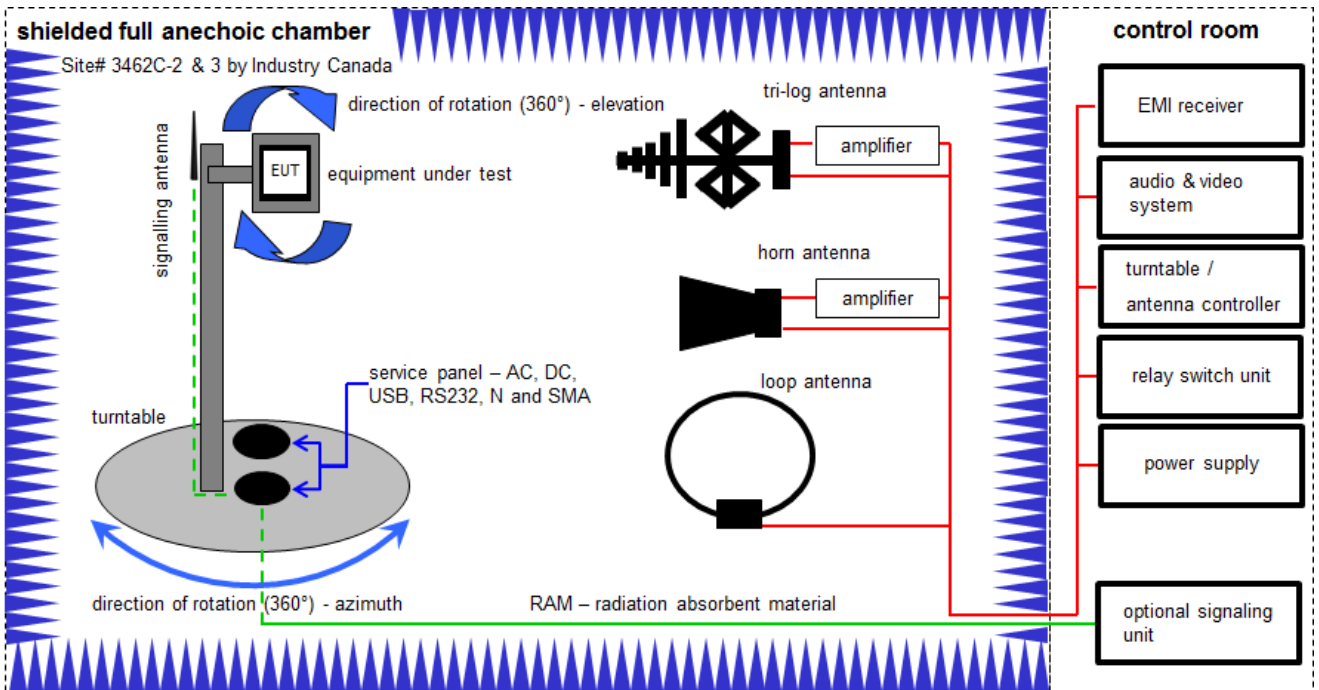 shielded full anechoic chamber
Site# 3462C-2 & 3 by Industry Canada
direction of rotation (360°) - elevation
signalling antenna
EUT
equipment under test
tri-log antenna
amplifier
horn antenna
amplifier
service panel – AC, DC,
USB, RS232, N and SMA
loop antenna
turntable
direction of rotation (360°) - azimuth
RAM – radiation absorbent material
control room
EMI receiver
audio & video
system
turntable /
antenna controller
relay switch unit
power supply
optional signaling
unit